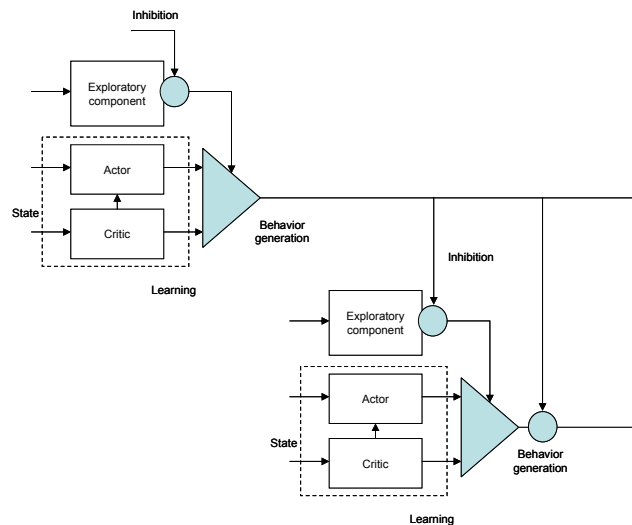 Inhibition
Exploratory
component
Actor
State
Critic
Behavior
generation
Learning
Inhibition
Exploratory
component
Actor
State
Critic
Behavior
generation
Learning